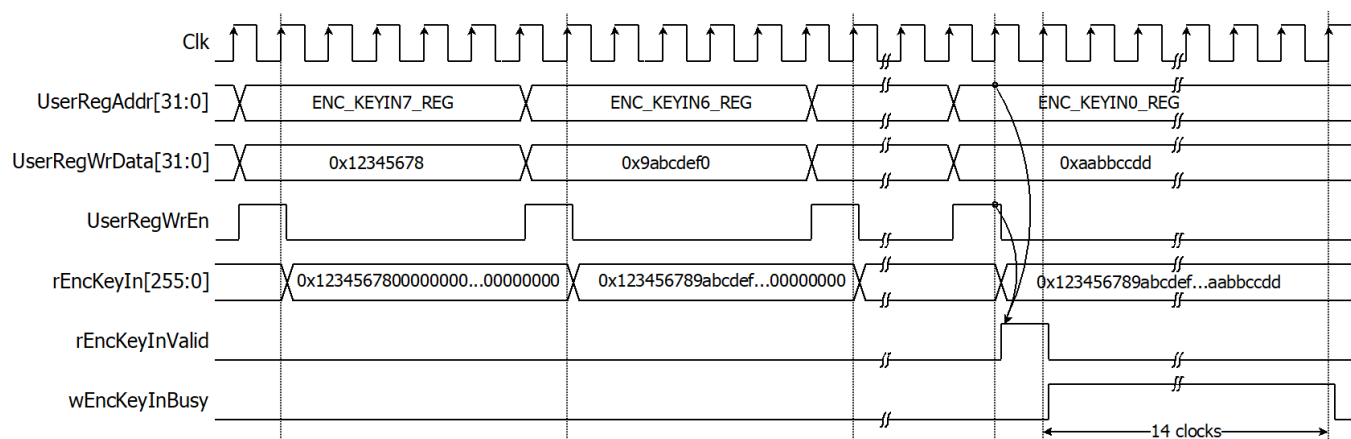 Clk
UserRegAddr[31:0] ENC_KEYIN7_REG ENC_KEYIN6_REG ENC_KEYIN0_REG
UserRegWrData[31:0] 0x12345678 0x9abcdef0 0xaabbccdd
UserRegWrEn
rEncKeyIn[255:0] 0x1234567800000000...00000000 0x123456789abcdef...00000000 0x123456789abcdef...aabbccdd
rEncKeyInValid
wEncKeyInBusy
14 clocks